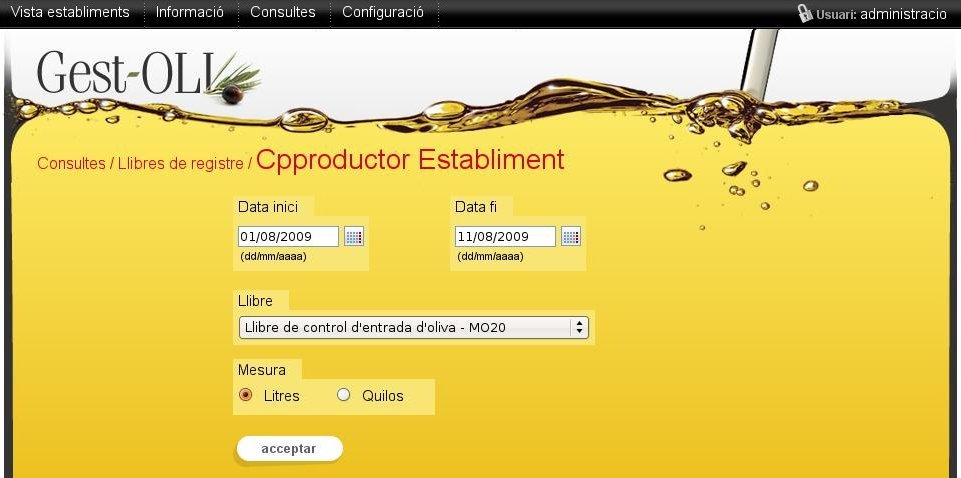 Vista establiments Informació Consultes Configuració Usuari: administracio
Gest-OLI
Consultes / Llibres de registre / Cpproductor Establiment
Data inici Data fi
01/08/2009 11/08/2009
(dd/mm/aaaa) (dd/mm/aaaa)
Llibre
Llibre de control d'entrada d'oliva - MO20
Mesura
Litres Quilos
acceptar